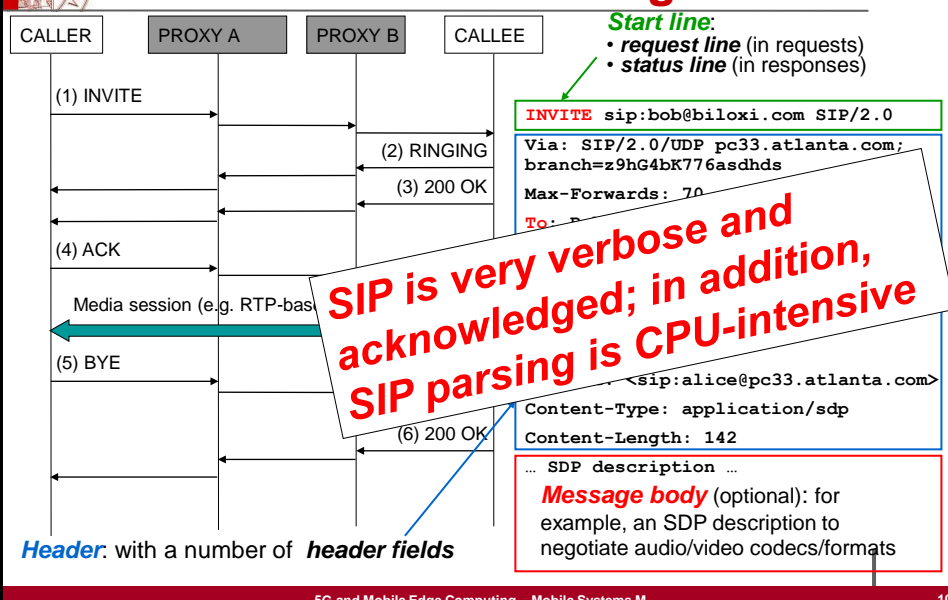 CALLER
PROXY A
PROXY B
CALLEE
Start line:
• request line (in requests)
• status line (in responses)
(1) INVITE
INVITE sip:bob@biloxi.com SIP/2.0
(2) RINGING
Via: SIP/2.0/UDP pc33.atlanta.com;
branch=z9hG4bK776asdhds
(3) 200 OK
Max-Forwards: 70
To:
(4) ACK
SIP is very verbose and
acknowledged; in addition,
SIP parsing is CPU-intensive
Media session (e.g. RTP-bas
(5) BYE
<sip:alice@pc33.atlanta.com>
Content-Type: application/sdp
(6) 200 OK
Content-Length: 142
… SDP description …
Message body (optional): for
example, an SDP description to
negotiate audio/video codecs/formats
Header: with a number of header fields
5G and Mobile Edge Computing – Mobile Systems M